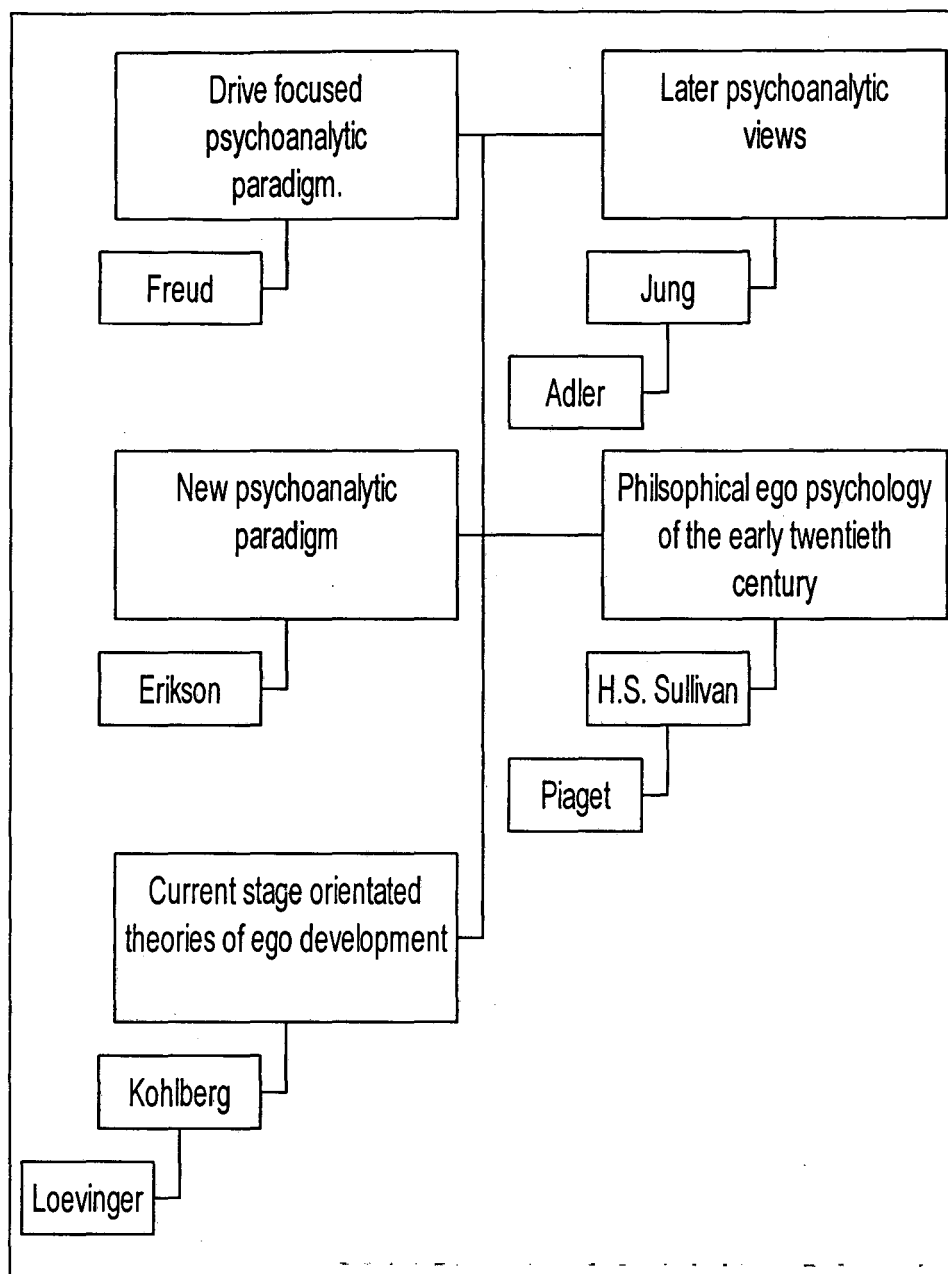 Drive focused
psychoanalytic
paradigm.
Later psychoanalytic
views
Freud
Jung
Adler
New psychoanalytic
paradigm
Philsophical ego psychology
of the early twentieth
century
Erikson
H.S. Sullivan
Piaget
Current stage orientated
theories of ego development
Kohlberg
Loevinger